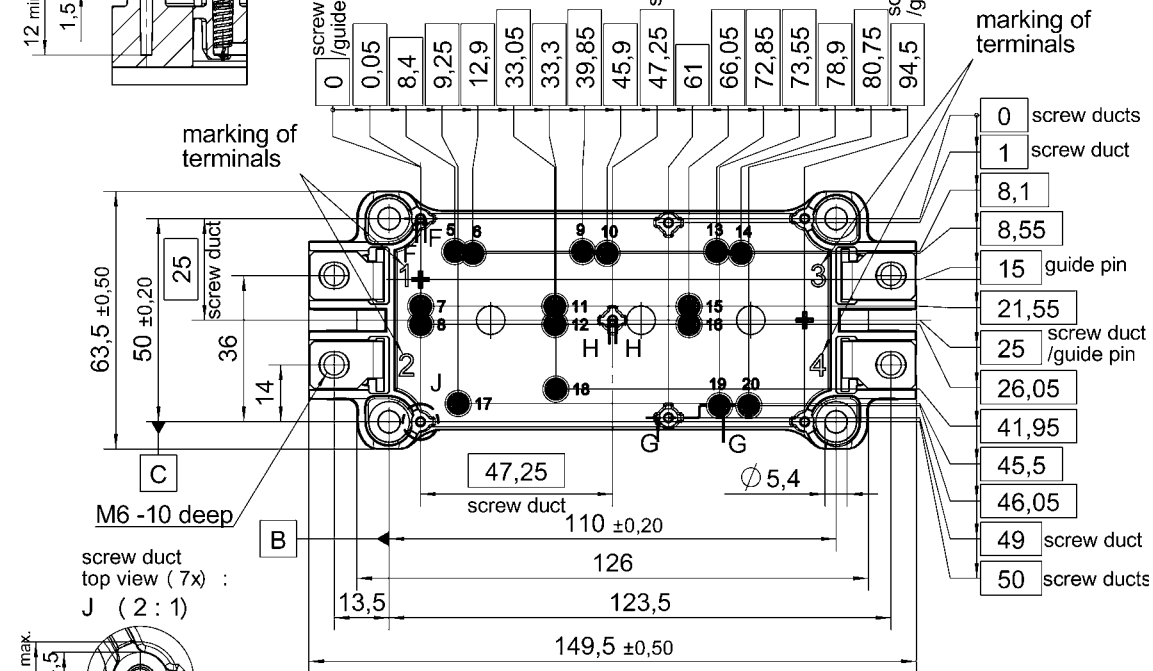 12 mi
1,5
screw
/guide
0
0,05
8,4
9,25
12,9
33,05
33,3
39,85
45,9
47,25
61
66,05
72,85
73,55
78,9
80,75
94,5
/g
marking of
terminals
marking of
terminals
0 screw ducts
1 screw duct
8,1
8,55
15 guide pin
21,55
25 screw duct
/guide pin
26,05
41,95
45,5
46,05
49 screw duct
50 screw ducts
63,5 ±0,50
50 ±0,20
25
screw duct
36
14
F
F
5 6 9 10 13 14
1
3
7
8
11
12
15
16
H H
2
4
J
17
18
19 20
G G
C
M6 -10 deep
47,25
screw duct
Ø 5,4
B
110 ±0,20
126
13,5
123,5
149,5 ±0,50
screw duct
top view (7x) :
J (2:1)
max.
,5